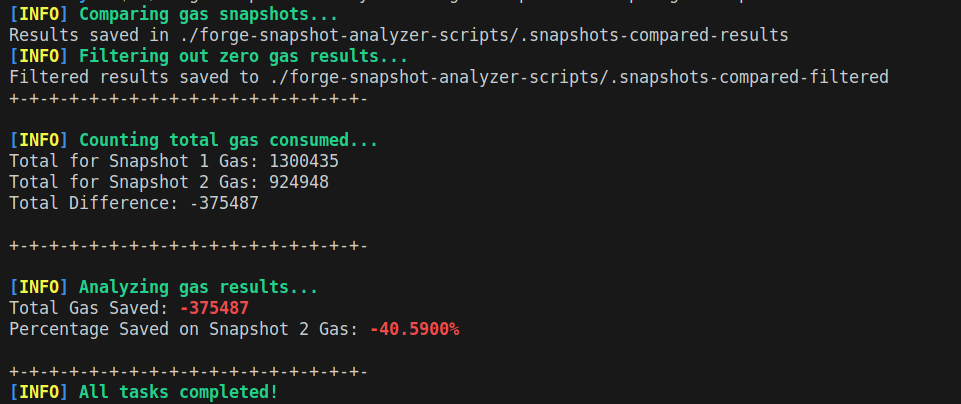 [INFO] Comparing gas snapshots...
Results saved in ./forge-snapshot-analyzer-scripts/.snapshots-compared-results
[INFO] Filtering out zero gas results...
Filtered results saved to ./forge-snapshot-analyzer-scripts/.snapshots-compared-filtered
+-+-+-+-+-+-+-+-+-+-+-+-+-+-+-+-+-+-
[INFO] Counting total gas consumed...
Total for Snapshot 1 Gas: 1300435
Total for Snapshot 2 Gas: 924948
Total Difference: -375487
+-+-+-+-+-+-+-+-+-+-+-+-+-+-+-+-+-+-
[INFO] Analyzing gas results...
Total Gas Saved: -375487
Percentage Saved on Snapshot 2 Gas: -40.5900%
+-+-+-+-+-+-+-+-+-+-+-+-+-+-+-+-+-+-
[INFO] All tasks completed!